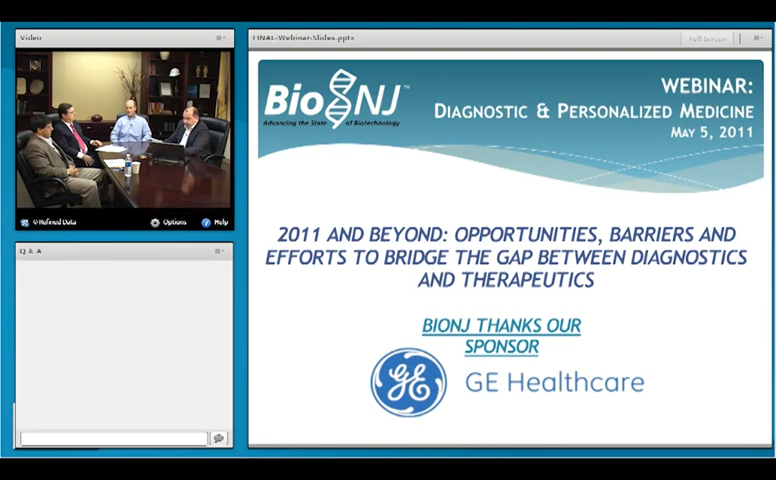 Video
FINAL-Webinar-Slides.pptx
Full Screen
BioNJ™
Advancing the State of Biotechnology
WEBINAR:
DIAGNOSTIC & PERSONALIZED MEDICINE
MAY 5, 2011
© Refined Data
Options
Help
Q & A
2011 AND BEYOND: OPPORTUNITIES, BARRIERS AND
EFFORTS TO BRIDGE THE GAP BETWEEN DIAGNOSTICS
AND THERAPEUTICS
BIONJ THANKS OUR
SPONSOR
GE
GE Healthcare